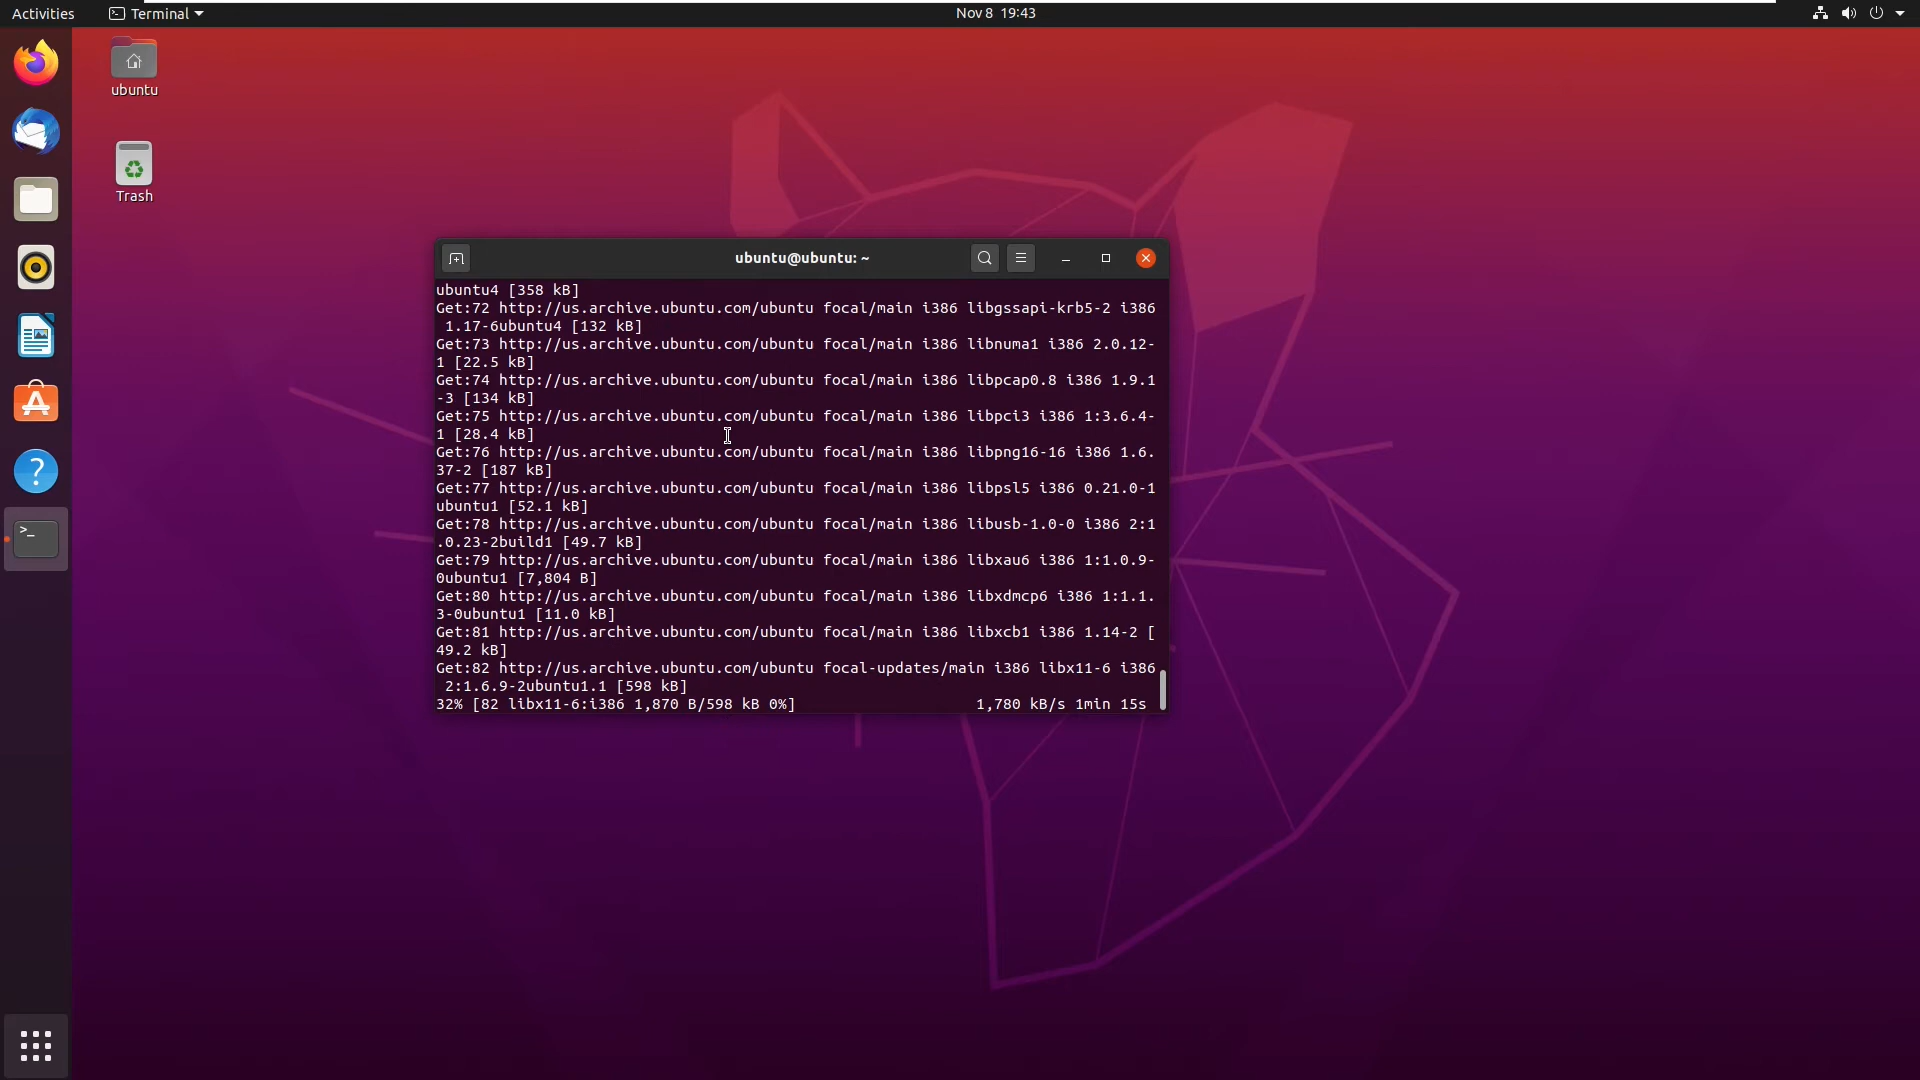 Activities
Terminal
Nov 8 19:43
ubuntu
Trash
ubuntu@ubuntu: ~
ubuntu4 [358 kB]
Get:72 http://us.archive.ubuntu.com/ubuntu focal/main i386 libgssapi-krb5-2 i386
1.17-6ubuntu4 [132 kB]
Get:73 http://us.archive.ubuntu.com/ubuntu focal/main i386 libnuma1 i386 2.0.12-
1 [22.5 kB]
Get:74 http://us.archive.ubuntu.com/ubuntu focal/main i386 libpcap0.8 i386 1.9.1
-3 [134 kB]
Get:75 http://us.archive.ubuntu.com/ubuntu focal/main i386 libpci3 i386 1:3.6.4-
1 [28.4 kB]
Get:76 http://us.archive.ubuntu.com/ubuntu focal/main i386 libpng16-16 i386 1.6.
37-2 [187 kB]
Get:77 http://us.archive.ubuntu.com/ubuntu focal/main i386 libpsl5 i386 0.21.0-1
ubuntu1 [52.1 kB]
Get:78 http://us.archive.ubuntu.com/ubuntu focal/main i386 libusb-1.0-0 i386 2:1
.0.23-2build1 [49.7 kB]
Get:79 http://us.archive.ubuntu.com/ubuntu focal/main i386 libxau6 i386 1:1.0.9-
0ubuntu1 [7,804 B]
Get:80 http://us.archive.ubuntu.com/ubuntu focal/main i386 libxdmcp6 i386 1:1.1.
3-0ubuntu1 [11.0 kB]
Get:81 http://us.archive.ubuntu.com/ubuntu focal/main i386 libxcb1 i386 1.14-2 [
49.2 kB]
Get:82 http://us.archive.ubuntu.com/ubuntu focal-updates/main i386 libx11-6 i386
2:1.6.9-2ubuntu1.1 [598 kB]
32% [82 libx11-6:i386 1,870 B/598 kB 0%] 1,780 kB/s 1min 15s